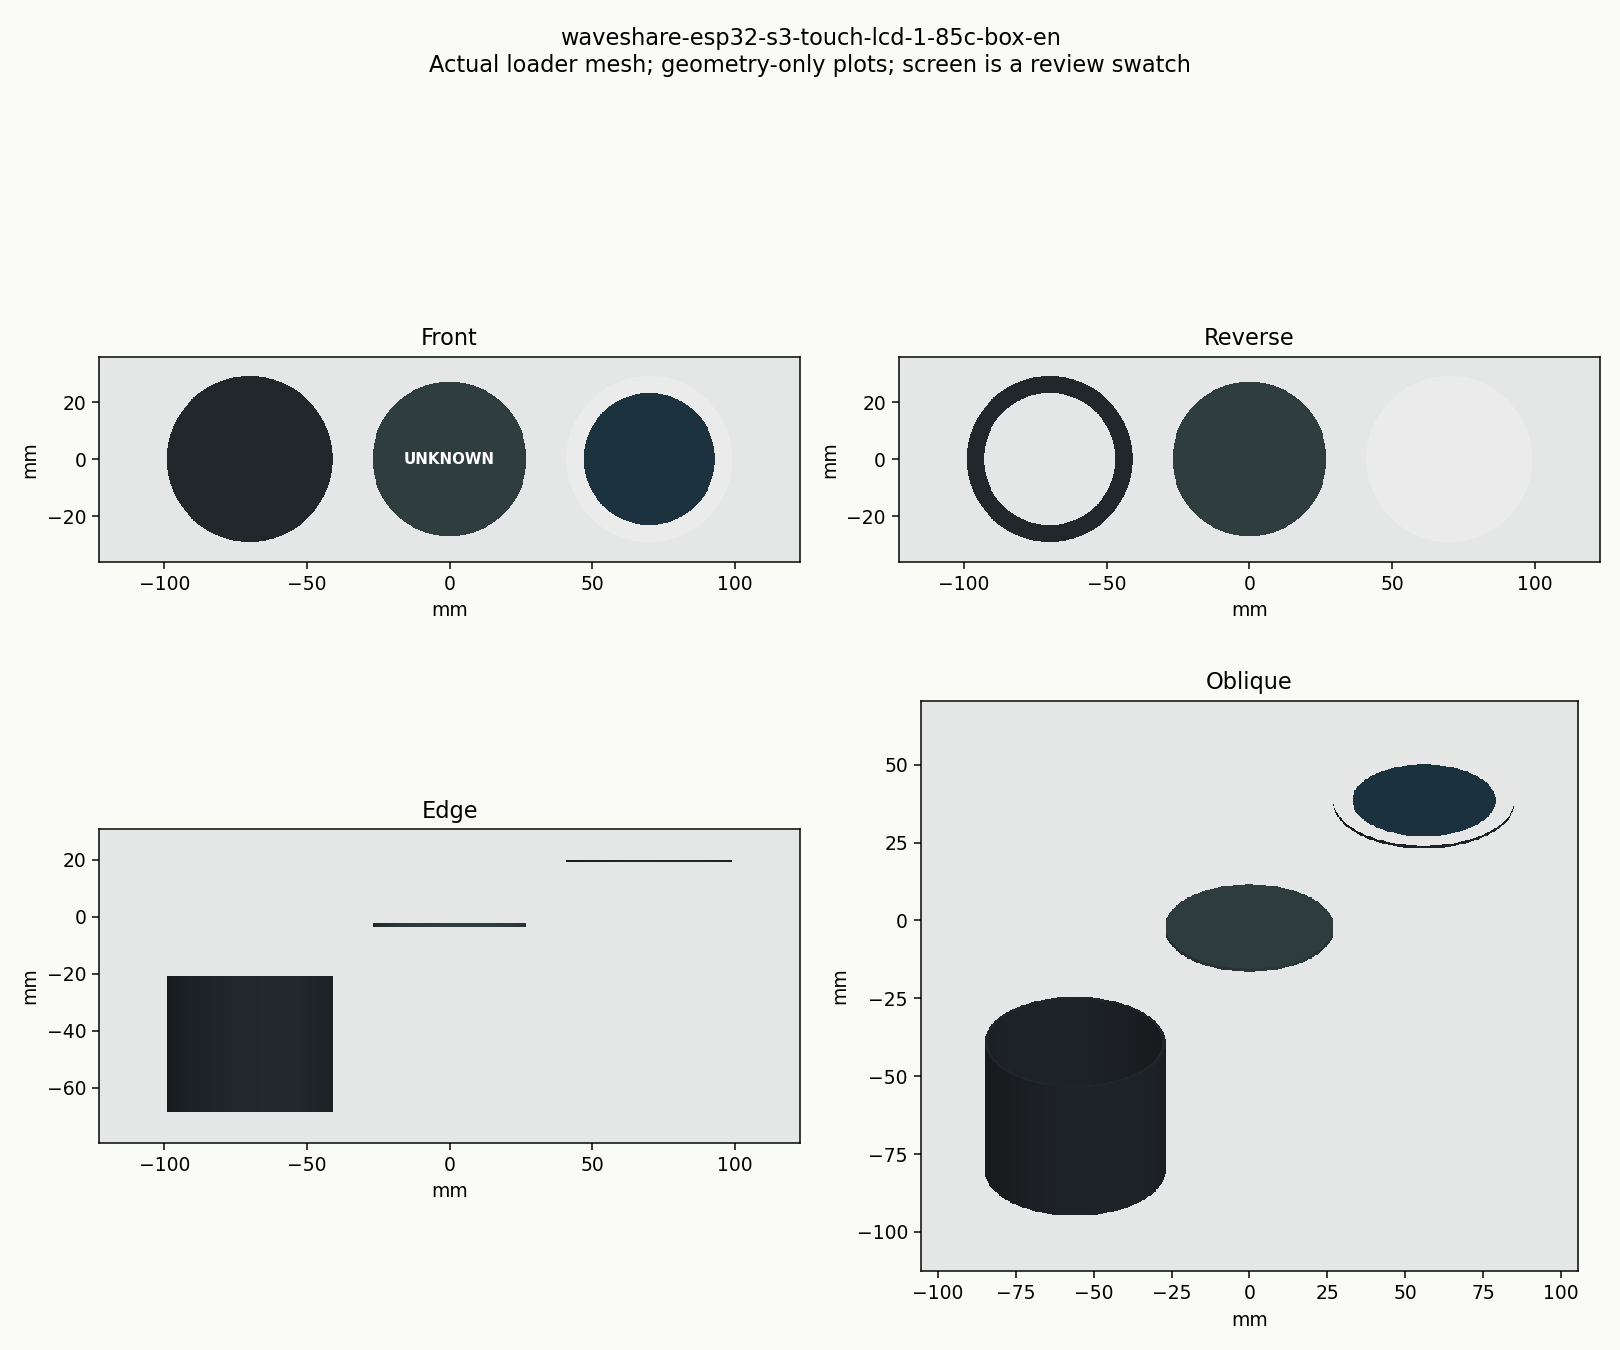 waveshare-esp32-s3-touch-lcd-1-85c-box-en
Actual loader mesh; geometry-only plots; screen is a review swatch
Front
mm
20
0
−20
UNKNOWN
−100
−50
0
50
100
mm
Reverse
mm
20
0
−20
−100
−50
0
50
100
mm
Edge
mm
20
0
−20
−40
−60
−100
−50
0
50
100
mm
Oblique
mm
50
25
0
−25
−50
−75
−100
−100
−75
−50
−25
0
25
50
75
100
mm